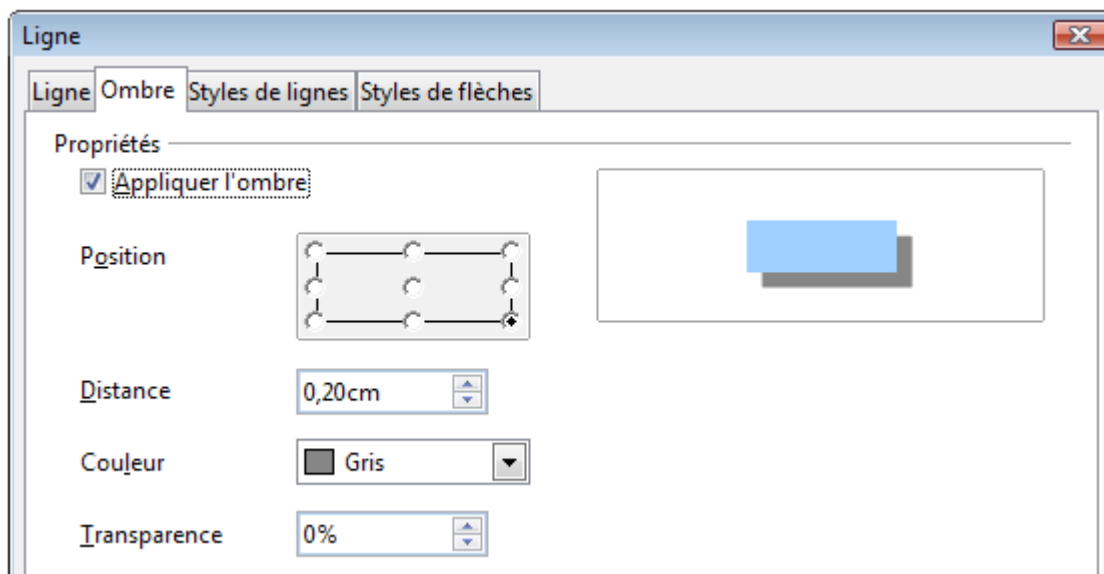 Ligne
Ligne Ombre Styles de lignes Styles de flèches
Propriétés
Appliquer l'ombre
Position
Distance 0,20cm
Couleur Gris
Transparence 0%